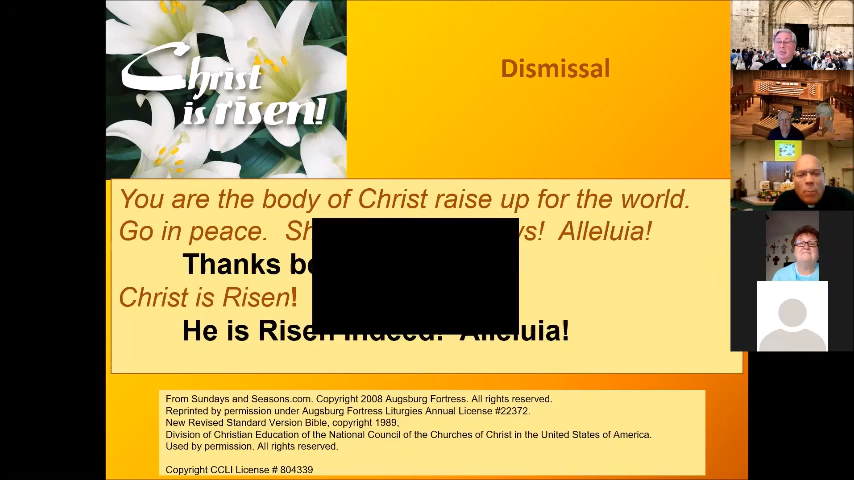 Christ
is risen!
Dismissal
You are the body of Christ raise up for the world.
Go in peace. Alleluia!
Thanks
Christ is Risen!
He is Risen Indeed! Alleluia!
From Sundays and Seasons.com. Copyright 2008 Augsburg Fortress. All rights reserved.
Reprinted by permission under Augsburg Fortress Liturgies Annual License #22372.
New Revised Standard Version Bible, copyright 1989,
Division of Christian Education of the National Council of the Churches of Christ in the United States of America.
Used by permission. All rights reserved.
Copyright CCLI License # 804339